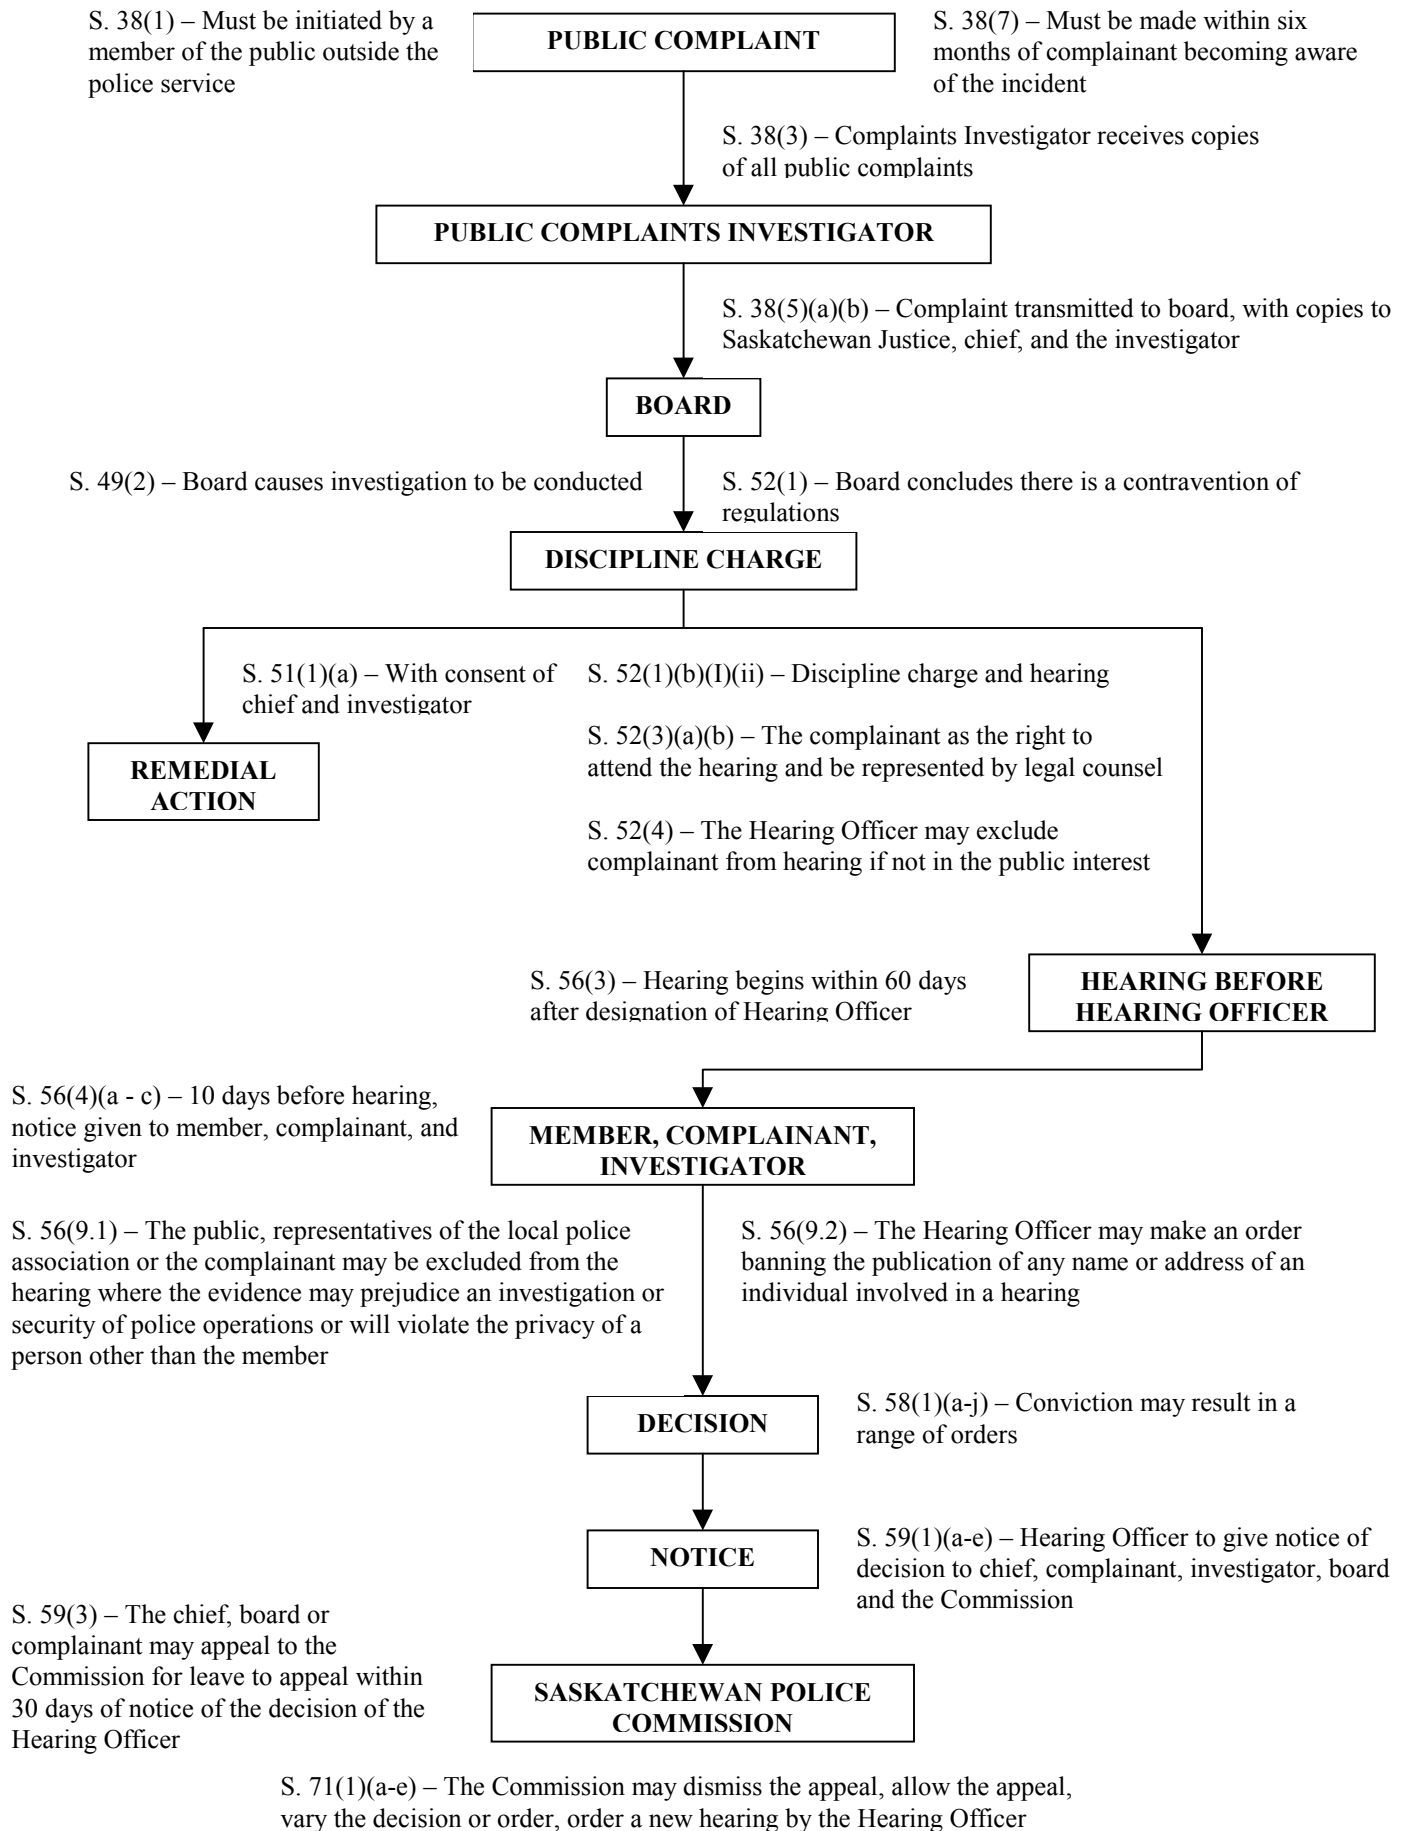 S. 38(1) – Must be initiated by a
member of the public outside the
police service
PUBLIC COMPLAINT
S. 38(7) – Must be made within six
months of complainant becoming aware
of the incident
S. 38(3) – Complaints Investigator receives copies
of all public complaints
PUBLIC COMPLAINTS INVESTIGATOR
S. 38(5)(a)(b) – Complaint transmitted to board, with copies to
Saskatchewan Justice, chief, and the investigator
BOARD
S. 49(2) – Board causes investigation to be conducted
S. 52(1) – Board concludes there is a contravention of
regulations
DISCIPLINE CHARGE
S. 51(1)(a) – With consent of
chief and investigator
REMEDIAL
ACTION
S. 52(1)(b)(I)(ii) – Discipline charge and hearing
S. 52(3)(a)(b) – The complainant as the right to
attend the hearing and be represented by legal counsel
S. 52(4) – The Hearing Officer may exclude
complainant from hearing if not in the public interest
S. 56(3) – Hearing begins within 60 days
after designation of Hearing Officer
HEARING BEFORE
HEARING OFFICER
S. 56(4)(a - c) – 10 days before hearing,
notice given to member, complainant, and
investigator
MEMBER, COMPLAINANT,
INVESTIGATOR
S. 56(9.1) – The public, representatives of the local police
association or the complainant may be excluded from the
hearing where the evidence may prejudice an investigation or
security of police operations or will violate the privacy of a
person other than the member
S. 56(9.2) – The Hearing Officer may make an order
banning the publication of any name or address of an
individual involved in a hearing
DECISION
S. 58(1)(a-j) – Conviction may result in a
range of orders
NOTICE
S. 59(1)(a-e) – Hearing Officer to give notice of
decision to chief, complainant, investigator, board
and the Commission
S. 59(3) – The chief, board or
complainant may appeal to the
Commission for leave to appeal within
30 days of notice of the decision of the
Hearing Officer
SASKATCHEWAN POLICE
COMMISSION
S. 71(1)(a-e) – The Commission may dismiss the appeal, allow the appeal,
vary the decision or order, order a new hearing by the Hearing Officer